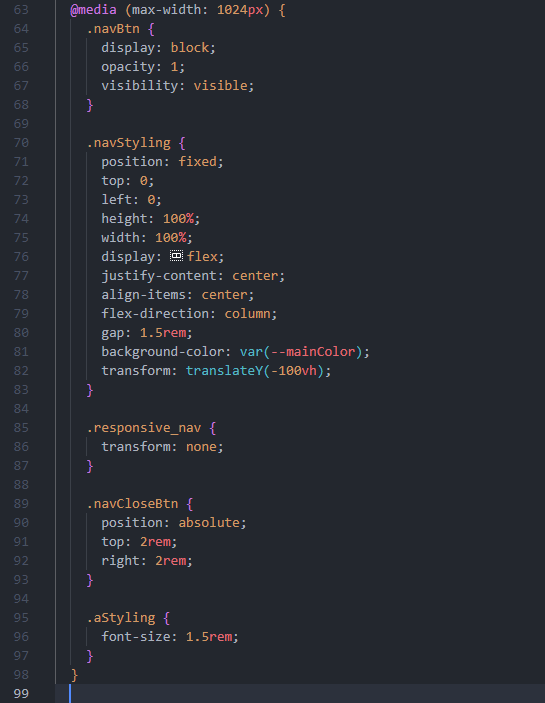 63 @media (max-width: 1024px) {
64 .navBtn {
65 display: block;
66 opacity: 1;
67 visibility: visible;
68 }
69
70 .navStyling {
71 position: fixed;
72 top: 0;
73 left: 0;
74 height: 100%;
75 width: 100%;
76 display: flex;
77 justify-content: center;
78 align-items: center;
79 flex-direction: column;
80 gap: 1.5rem;
81 background-color: var(--mainColor);
82 transform: translateY(-100vh);
83 }
84
85 .responsive_nav {
86 transform: none;
87 }
88
89 .navCloseBtn {
90 position: absolute;
91 top: 2rem;
92 right: 2rem;
93 }
94
95 .aStyling {
96 font-size: 1.5rem;
97 }
98 }
99